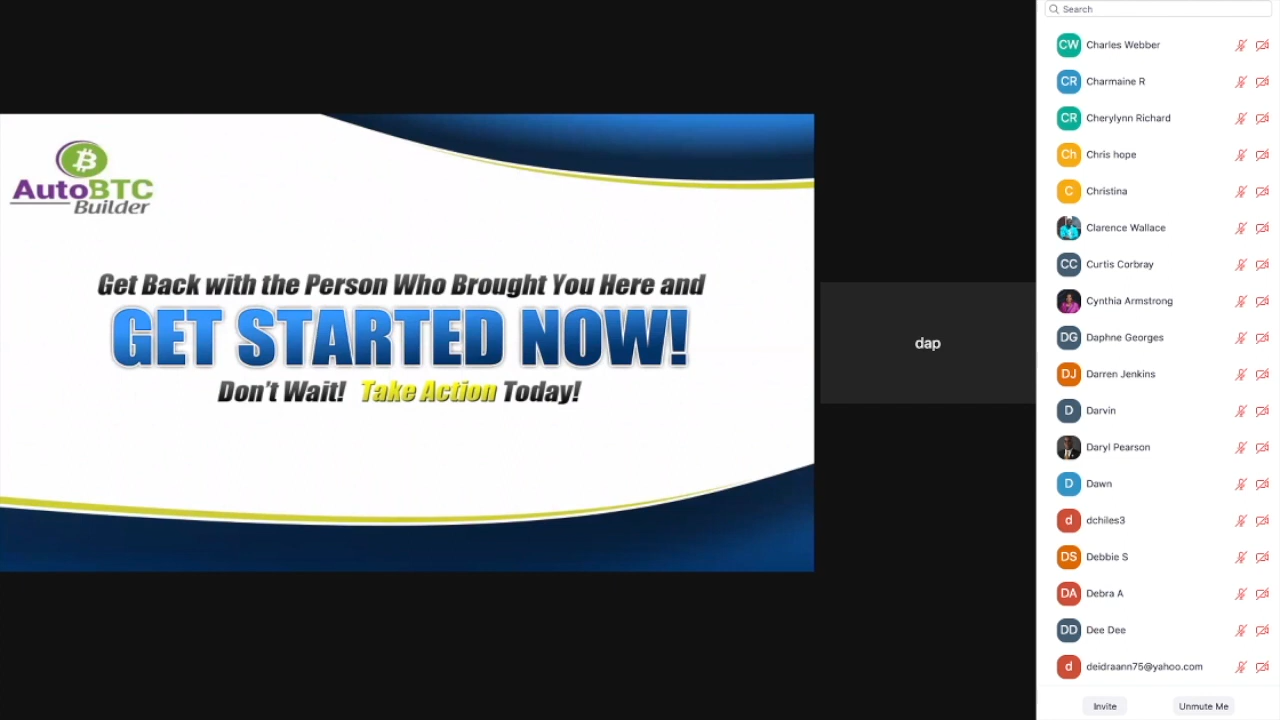 AutoBTC
Builder
Get Back with the Person Who Brought You Here and
GET STARTED NOW!
Don't Wait! Take Action Today!
dap
Search
CW Charles Webber
CR Charmaine R
CR Cherylynn Richard
Ch Chris hope
C Christina
Clarence Wallace
CC Curtis Corbray
Cynthia Armstrong
DG Daphne Georges
DJ Darren Jenkins
D Darvin
Daryl Pearson
D Dawn
d dchiles3
DS Debbie S
DA Debra A
DD Dee Dee
d deidraann75@yahoo.com
Invite Unmute Me